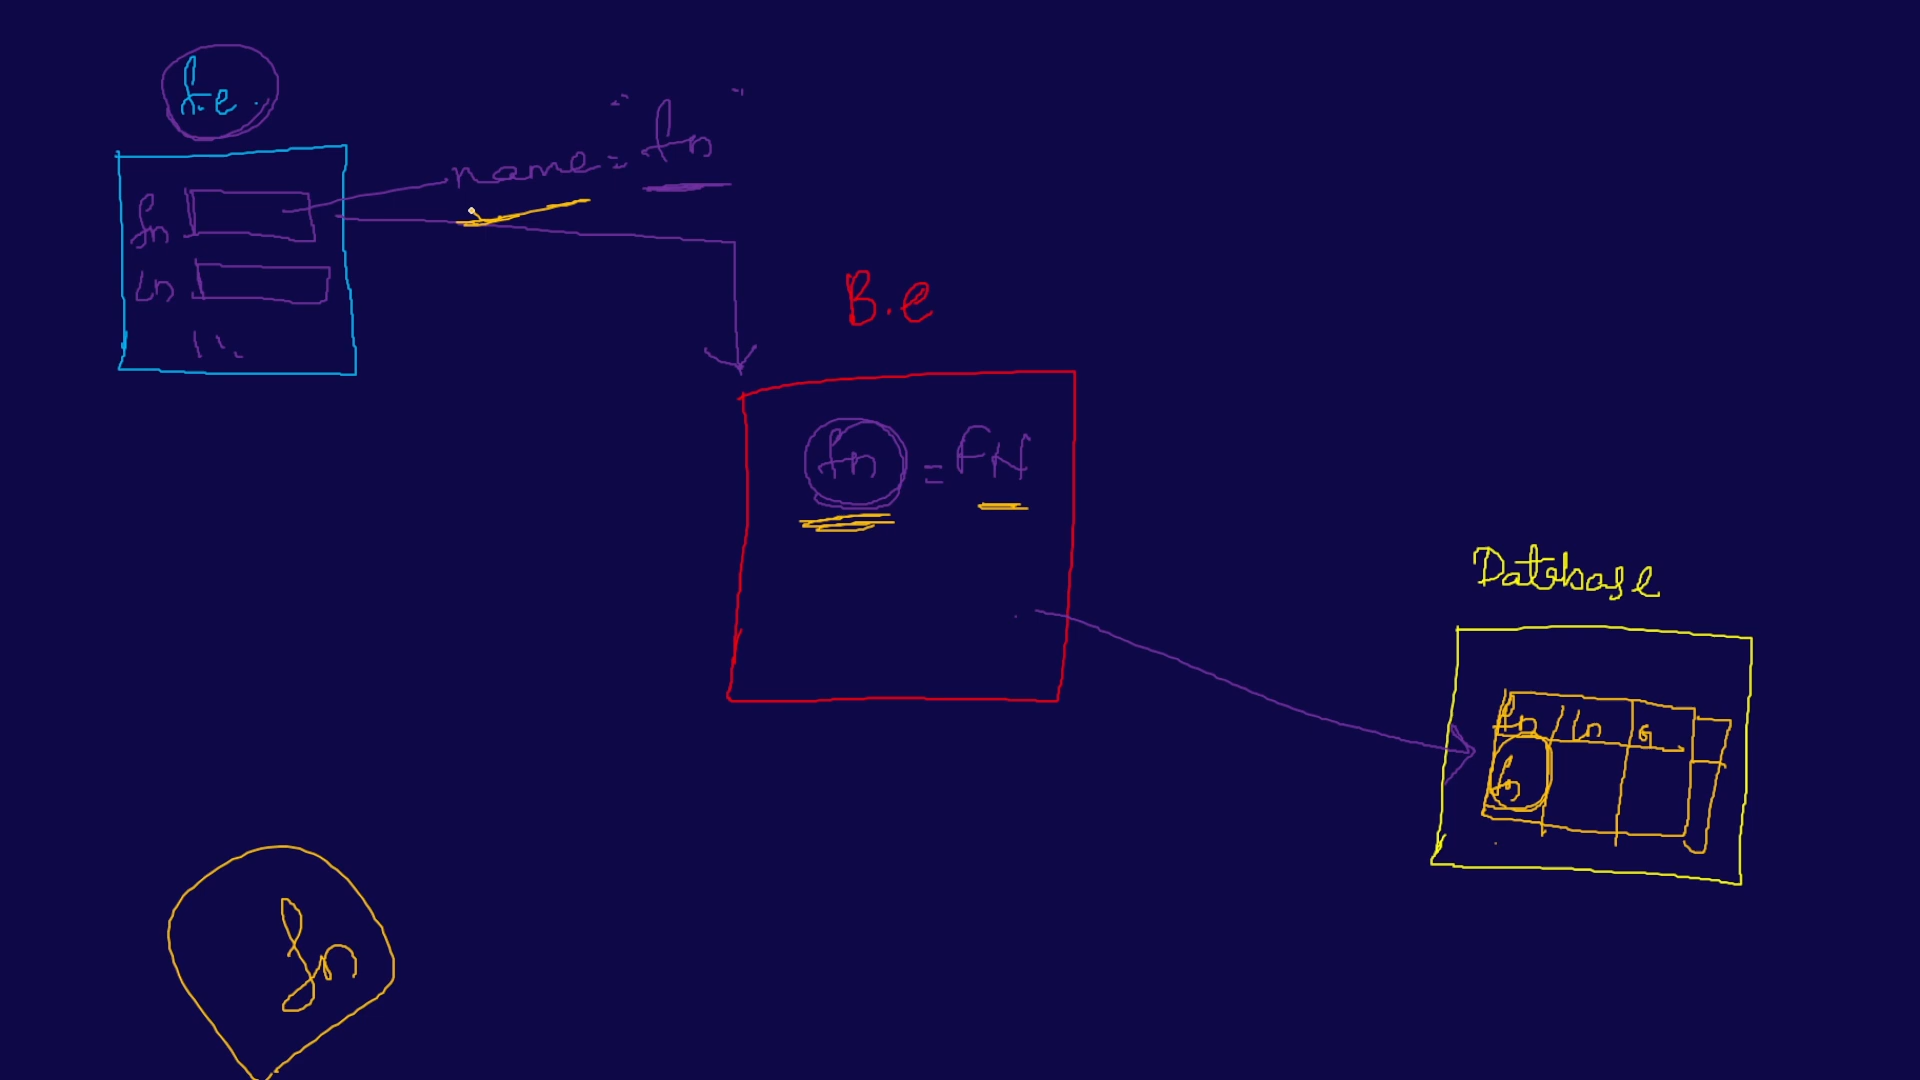 f.e.
name = "fn"
fn
Ln
B.e
fn = FN
Database
fn ln G
fn
fn